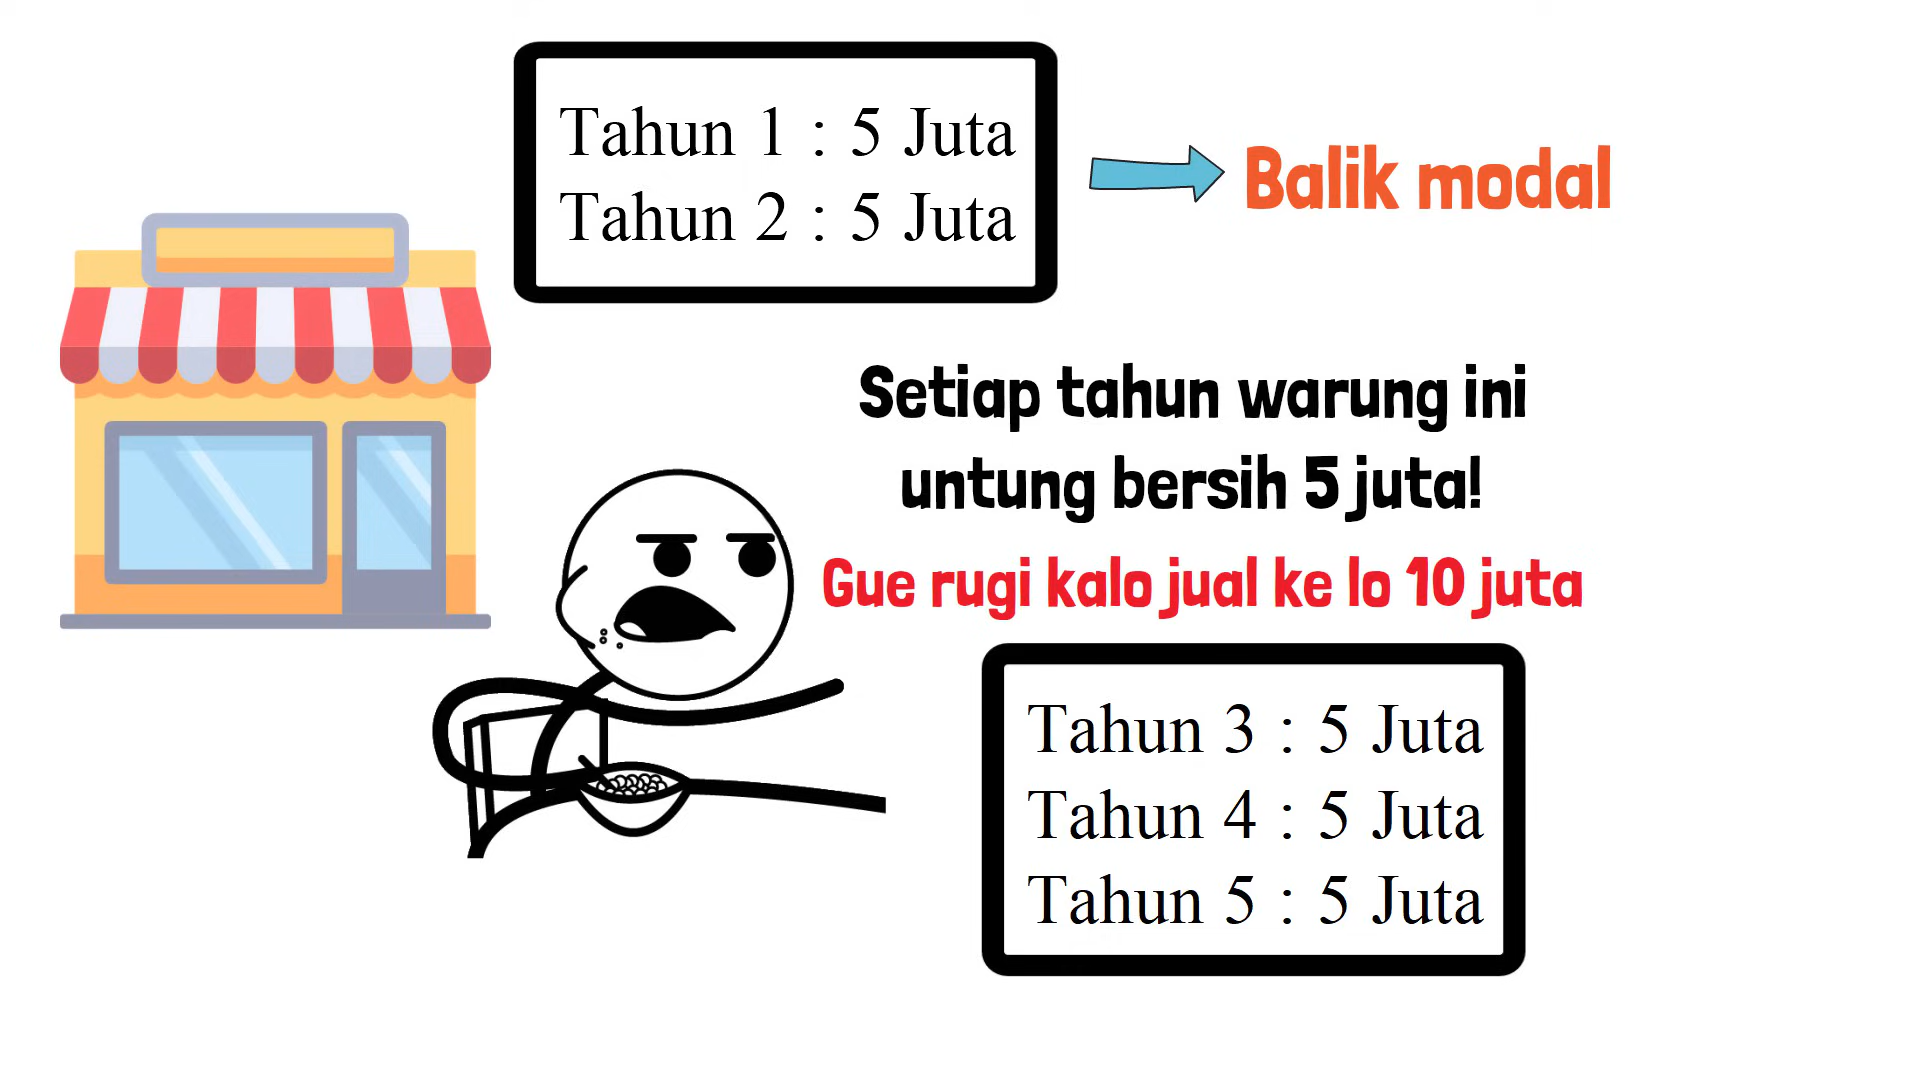 Tahun 1 : 5 Juta
Tahun 2 : 5 Juta
Balik modal
Setiap tahun warung ini
untung bersih 5 juta!
Gue rugi kalo jual ke lo 10 juta
Tahun 3 : 5 Juta
Tahun 4 : 5 Juta
Tahun 5 : 5 Juta